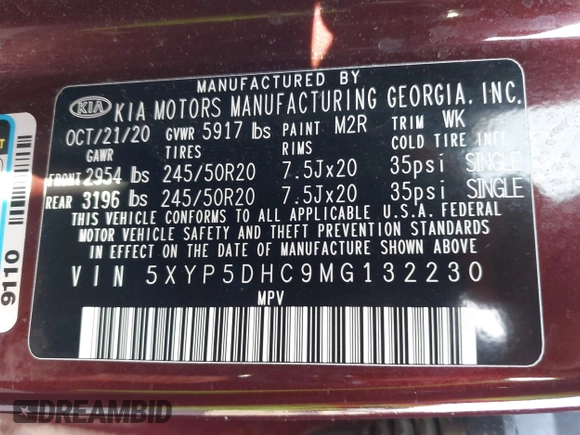 MANUFACTURED BY
KIA KIA MOTORS MANUFACTURING GEORGIA, INC.
OCT/21/20 GVWR 5917 lbs PAINT M2R TRIM WK
GAWR TIRES RIMS COLD TIRE INFL.
FRONT 2954 lbs 245/50R20 7.5Jx20 35psi SINGLE
REAR 3196 lbs 245/50R20 7.5Jx20 35psi SINGLE
THIS VEHICLE CONFORMS TO ALL APPLICABLE U.S.A. FEDERAL
MOTOR VEHICLE SAFETY AND THEFT PREVENTION STANDARDS
IN EFFECT ON THE DATE OF MANUFACTURE SHOWN ABOVE.
VIN 5XYP5DHC9MG132230
MPV
9110
DREAMBID